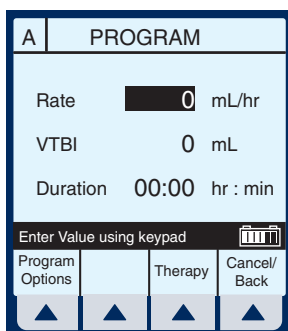 A PROGRAM
Rate 0 mL/hr
VTBI 0 mL
Duration 00:00 hr : min
Enter Value using keypad
Program Options
Therapy
Cancel/ Back